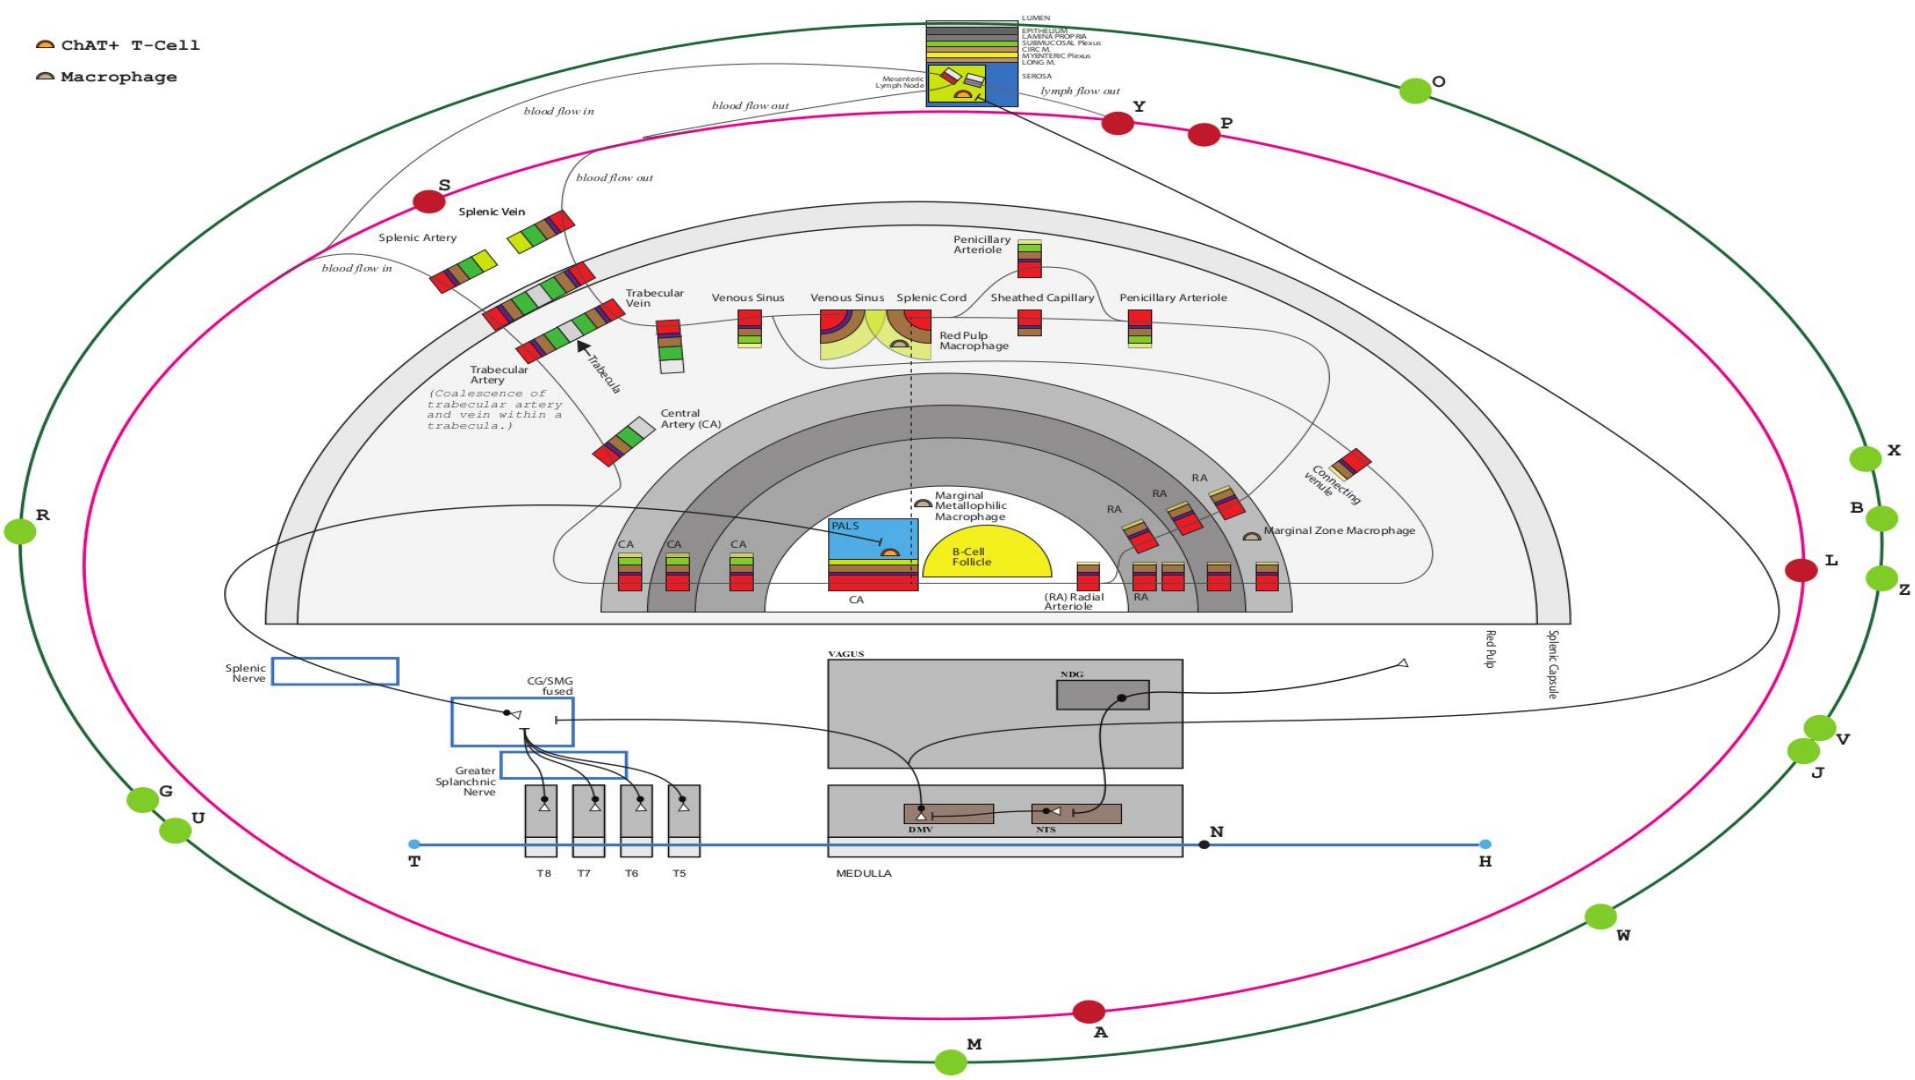 LUMEN
EPITHELIUM
LAMINA PROPRIA
SUBMUCOSAL Plexus
CIRC M.
MYENTERIC Plexus
LONG M.
SEROSA
ChAT+ T-Cell
Macrophage
Mesenteric
Lymph Node
O
lymph flow out
blood flow in
blood flow out
Y
P
blood flow out
S
Splenic Vein
Splenic Artery
blood flow in
Penicillary
Arteriole
Trabecular
Vein
Venous Sinus
Venous Sinus
Splenic Cord
Sheathed Capillary
Penicillary Arteriole
Red Pulp
Macrophage
Trabecula
Trabecular
Artery
(Coalescence of
trabecular artery
and vein within a
trabecula.)
Central
Artery (CA)
X
Connecting
venule
RA
RA
RA
Marginal
Metallophilic
Macrophage
B
R
PALS
Marginal Zone Macrophage
CA
CA
CA
B-Cell
Follicle
L
Z
CA
(RA) Radial
Arteriole
RA
Red Pulp
Splenic Capsule
VAGUS
Splenic
Nerve
NDG
CG/SMG
fused
V
J
Greater
Splanchnic
Nerve
G
U
DMV
NTS
T
N
H
T8
T7
T6
T5
MEDULLA
W
A
M